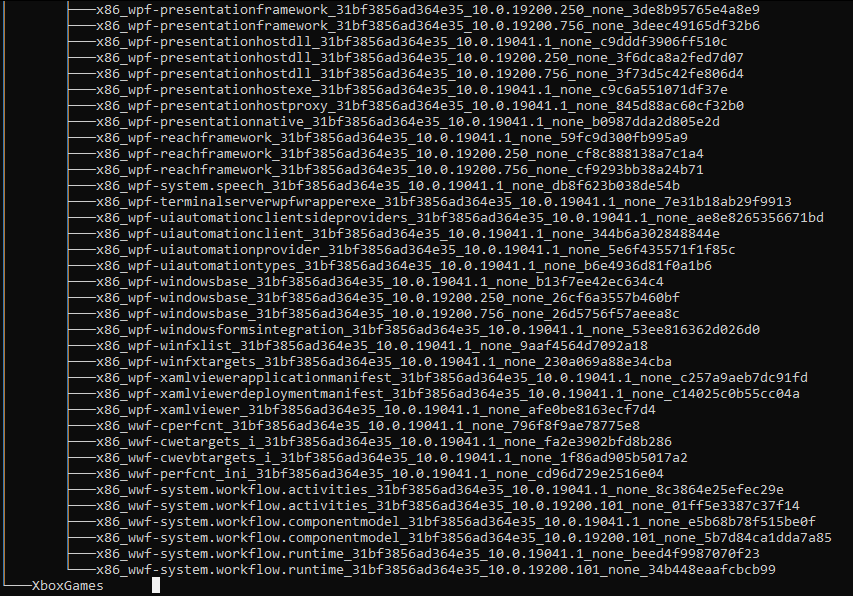 ├───x86_wpf-presentationframework_31bf3856ad364e35_10.0.19200.250_none_3de8b95765e4a8e9
├───x86_wpf-presentationframework_31bf3856ad364e35_10.0.19200.756_none_3deec49165df32b6
├───x86_wpf-presentationhostdll_31bf3856ad364e35_10.0.19041.1_none_c9dddf3906ff510c
├───x86_wpf-presentationhostdll_31bf3856ad364e35_10.0.19200.250_none_3f6dca8a2fed7d07
├───x86_wpf-presentationhostdll_31bf3856ad364e35_10.0.19200.756_none_3f73d5c42fe806d4
├───x86_wpf-presentationhostexe_31bf3856ad364e35_10.0.19041.1_none_c9c6a551071df37e
├───x86_wpf-presentationhostproxy_31bf3856ad364e35_10.0.19041.1_none_845d88ac60cf32b0
├───x86_wpf-presentationnative_31bf3856ad364e35_10.0.19041.1_none_b0987dda2d805e2d
├───x86_wpf-reachframework_31bf3856ad364e35_10.0.19041.1_none_59fc9d300fb995a9
├───x86_wpf-reachframework_31bf3856ad364e35_10.0.19200.250_none_cf8c888138a7c1a4
├───x86_wpf-reachframework_31bf3856ad364e35_10.0.19200.756_none_cf9293bb38a24b71
├───x86_wpf-system.speech_31bf3856ad364e35_10.0.19041.1_none_db8f623b038de54b
├───x86_wpf-terminalserverwpfwrapperexe_31bf3856ad364e35_10.0.19041.1_none_7e31b18ab29f9913
├───x86_wpf-uiautomationclientsideproviders_31bf3856ad364e35_10.0.19041.1_none_ae8e8265356671bd
├───x86_wpf-uiautomationclient_31bf3856ad364e35_10.0.19041.1_none_344b6a302848844e
├───x86_wpf-uiautomationprovider_31bf3856ad364e35_10.0.19041.1_none_5e6f435571f1f85c
├───x86_wpf-uiautomationtypes_31bf3856ad364e35_10.0.19041.1_none_b6e4936d81f0a1b6
├───x86_wpf-windowsbase_31bf3856ad364e35_10.0.19041.1_none_b13f7ee42ec634c4
├───x86_wpf-windowsbase_31bf3856ad364e35_10.0.19200.250_none_26cf6a3557b460bf
├───x86_wpf-windowsbase_31bf3856ad364e35_10.0.19200.756_none_26d5756f57aeea8c
├───x86_wpf-windowsformsintegration_31bf3856ad364e35_10.0.19041.1_none_53ee816362d026d0
├───x86_wpf-winfxlist_31bf3856ad364e35_10.0.19041.1_none_9aaf4564d7092a18
├───x86_wpf-winfxtargets_31bf3856ad364e35_10.0.19041.1_none_230a069a88e34cba
├───x86_wpf-xamlviewerapplicationmanifest_31bf3856ad364e35_10.0.19041.1_none_c257a9aeb7dc91fd
├───x86_wpf-xamlviewerdeploymentmanifest_31bf3856ad364e35_10.0.19041.1_none_c14025c0b55cc04a
├───x86_wpf-xamlviewer_31bf3856ad364e35_10.0.19041.1_none_afe0be8163ecf7d4
├───x86_wwf-cperfcnt_31bf3856ad364e35_10.0.19041.1_none_796f8f9ae78775e8
├───x86_wwf-cwetargets_i_31bf3856ad364e35_10.0.19041.1_none_fa2e3902bfd8b286
├───x86_wwf-cwevbtargets_i_31bf3856ad364e35_10.0.19041.1_none_1f86ad905b5017a2
├───x86_wwf-perfcnt_ini_31bf3856ad364e35_10.0.19041.1_none_cd96d729e2516e04
├───x86_wwf-system.workflow.activities_31bf3856ad364e35_10.0.19041.1_none_8c3864e25efec29e
├───x86_wwf-system.workflow.activities_31bf3856ad364e35_10.0.19200.101_none_01ff5e3387c37f14
├───x86_wwf-system.workflow.componentmodel_31bf3856ad364e35_10.0.19041.1_none_e5b68b78f515be0f
├───x86_wwf-system.workflow.componentmodel_31bf3856ad364e35_10.0.19200.101_none_5b7d84ca1dda7a85
├───x86_wwf-system.workflow.runtime_31bf3856ad364e35_10.0.19041.1_none_beed4f9987070f23
└───x86_wwf-system.workflow.runtime_31bf3856ad364e35_10.0.19200.101_none_34b448eaafcbcb99
└───XboxGames